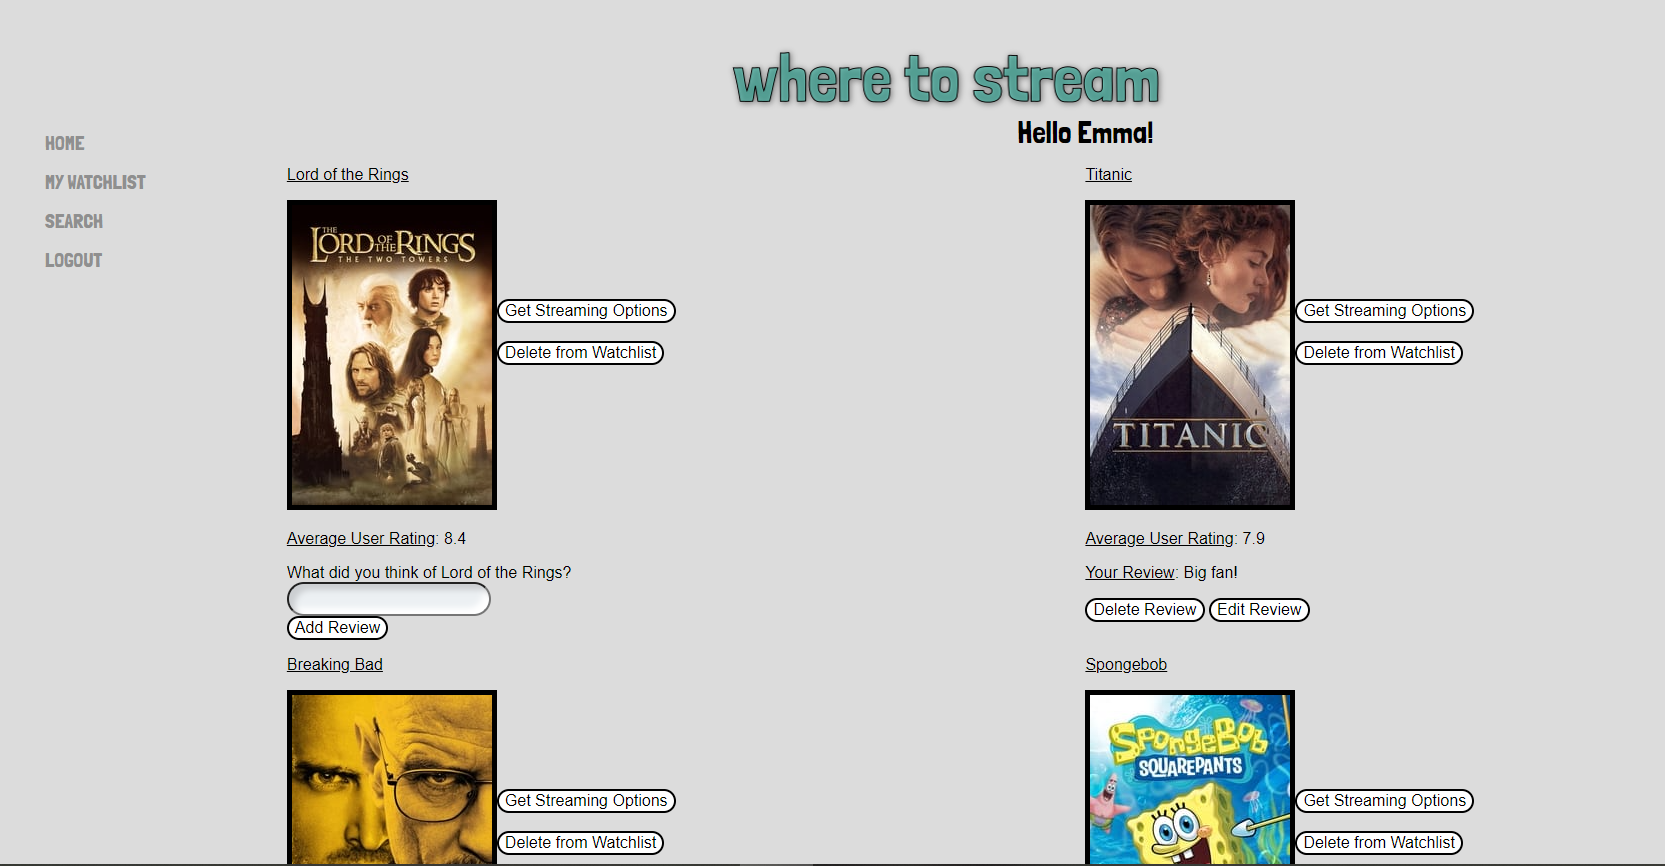 where to stream
Hello Emma!
HOME
MY WATCHLIST
SEARCH
LOGOUT
Lord of the Rings
THE LORD OF THE RINGS
THE TWO TOWERS
Get Streaming Options
Delete from Watchlist
Average User Rating: 8.4
What did you think of Lord of the Rings?
Add Review
Titanic
TITANIC
Get Streaming Options
Delete from Watchlist
Average User Rating: 7.9
Your Review: Big fan!
Delete Review Edit Review
Breaking Bad
Get Streaming Options
Delete from Watchlist
Spongebob
SPONGEBOB
SQUAREPANTS
Get Streaming Options
Delete from Watchlist